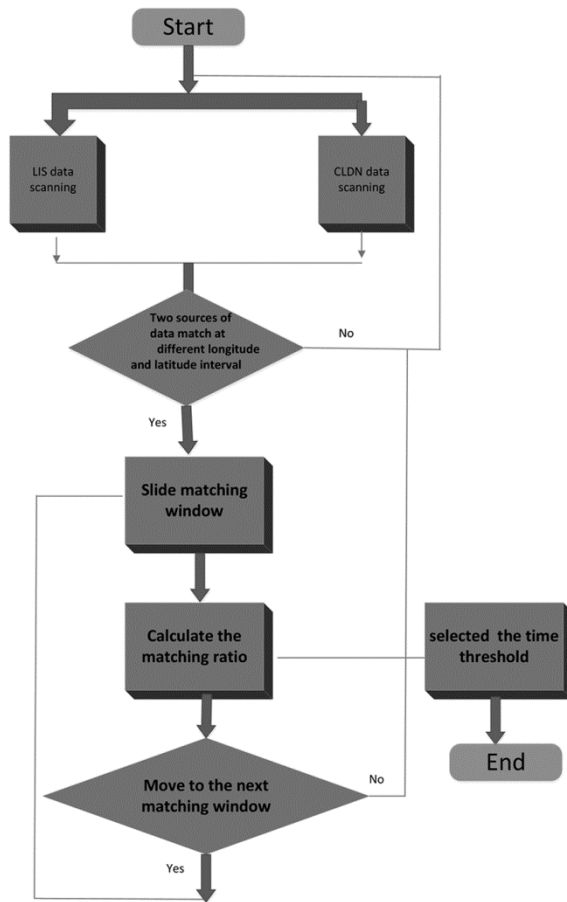 Start
LIS data
scanning
CLDN data
scanning
Two sources of
data match at
different longitude
and latitude interval
No
Yes
Slide matching
window
Calculate the
matching ratio
selected the time
threshold
End
Move to the next
matching window
No
Yes